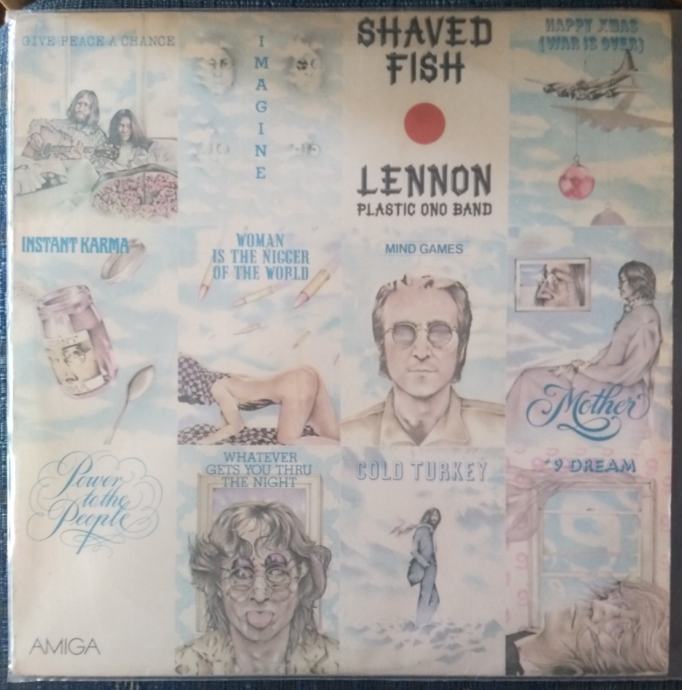 GIVE PEACE A CHANCE
IMAGINE
SHAVED
FISH
LENNON
PLASTIC ONO BAND
HAPPY XMAS
(WAR IS OVER)
INSTANT KARMA
WOMAN
IS THE NIGGER
OF THE WORLD
MIND GAMES
Mother
Power
to the
People
WHATEVER
GETS YOU THRU
THE NIGHT
COLD TURKEY
#9 DREAM
AMIGA